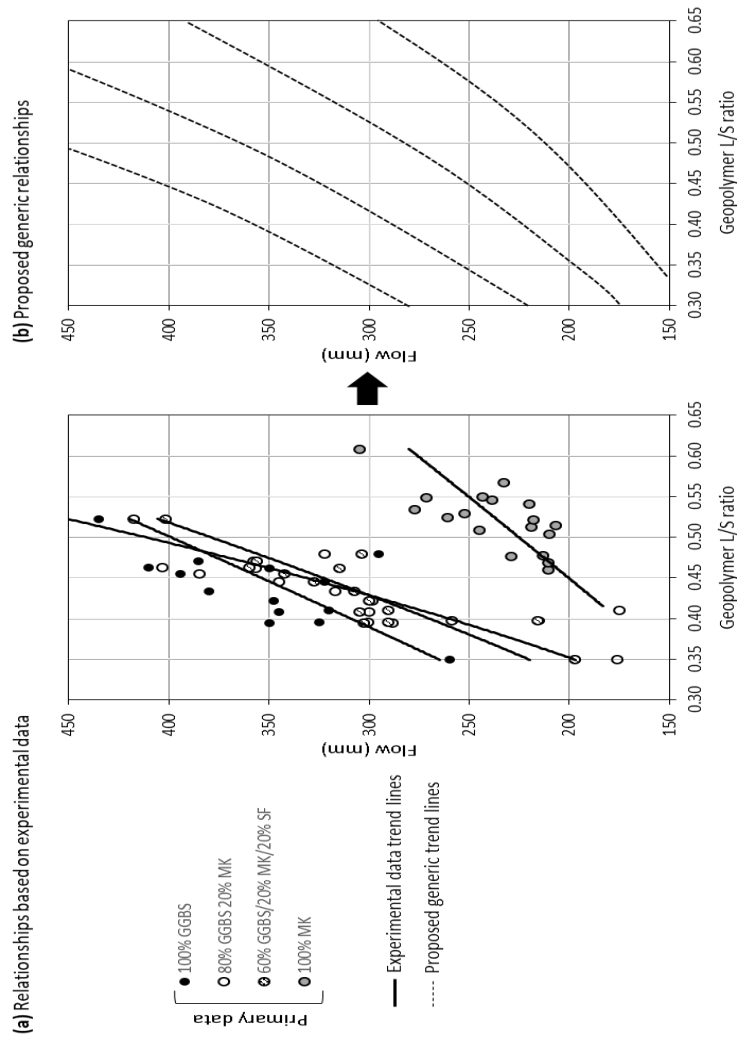 (a) Relationships based on experimental data
Primary data
100% GGBS
80% GGBS 20% MK
60% GGBS/20% MK/20% SF
100% MK
Experimental data trend lines
Proposed generic trend lines
Flow (mm)
450
400
350
300
250
200
150
0.30
0.35
0.40
0.45
0.50
0.55
0.60
0.65
Geopolymer L/S ratio
(b) Proposed generic relationships
Flow (mm)
450
400
350
300
250
200
150
0.30
0.35
0.40
0.45
0.50
0.55
0.60
0.65
Geopolymer L/S ratio